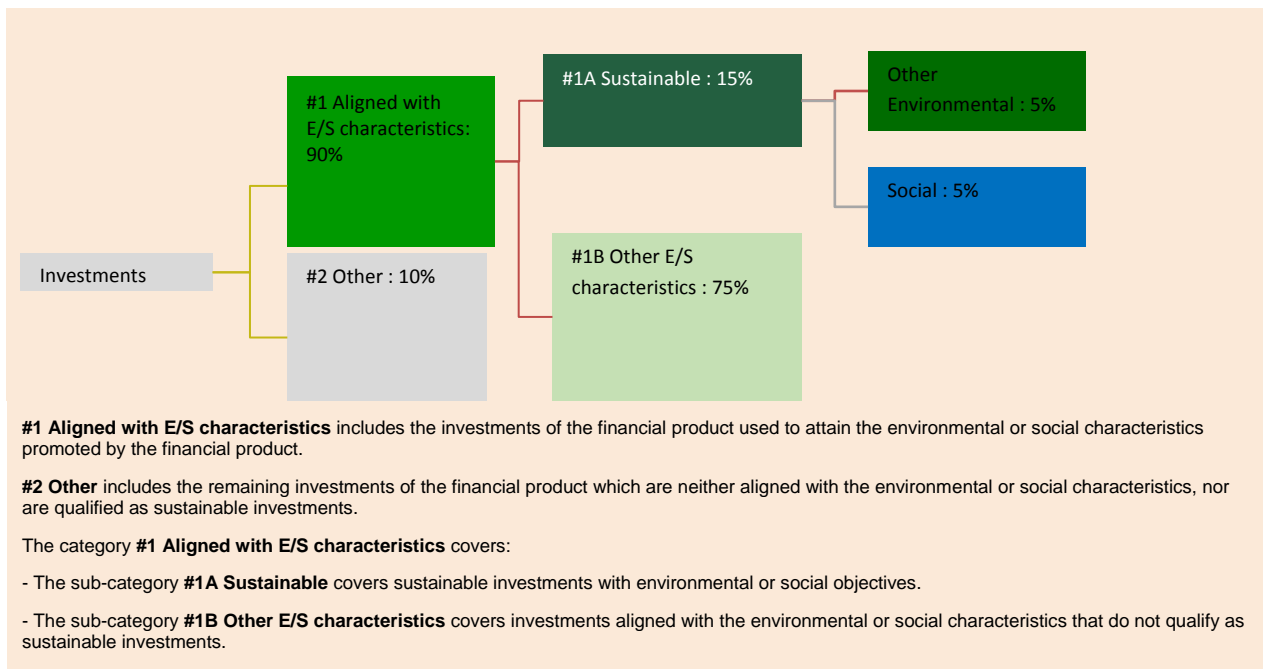 #1A Sustainable : 15%
Other
Environmental : 5%
#1 Aligned with
E/S characteristics:
90%
Social : 5%
Investments
#2 Other : 10%
#1B Other E/S
characteristics : 75%
#1 Aligned with E/S characteristics includes the investments of the financial product used to attain the environmental or social characteristics
promoted by the financial product.
#2 Other includes the remaining investments of the financial product which are neither aligned with the environmental or social characteristics, nor
are qualified as sustainable investments.
The category #1 Aligned with E/S characteristics covers:
- The sub-category #1A Sustainable covers sustainable investments with environmental or social objectives.
- The sub-category #1B Other E/S characteristics covers investments aligned with the environmental or social characteristics that do not qualify as
sustainable investments.